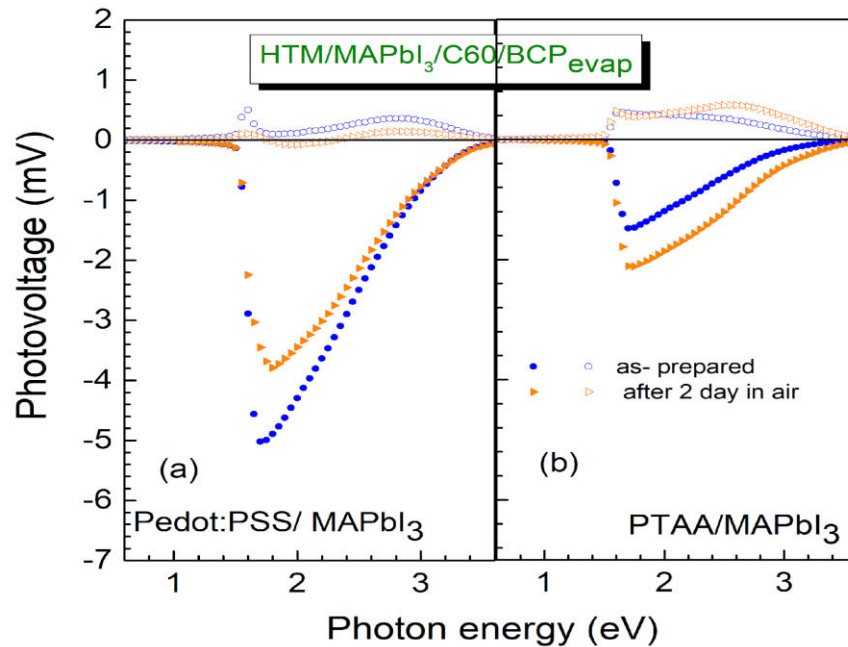 HTM/MAPbI₃/C60/BCP_evap
Photovoltage (mV)
2
1
0
-1
-2
-3
-4
-5
-6
-7
as- prepared
after 2 day in air
(a)
(b)
Pedot:PSS/ MAPbI₃
PTAA/MAPbI₃
1 2 3
1 2 3
Photon energy (eV)